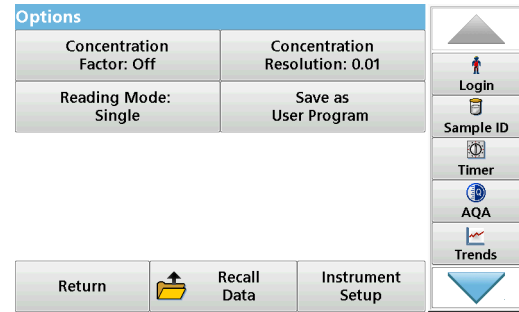 Options
Concentration
Factor: Off
Concentration
Resolution: 0.01
Reading Mode:
Single
Save as
User Program
Login
Sample ID
Timer
AQA
Trends
Return
Recall
Data
Instrument
Setup